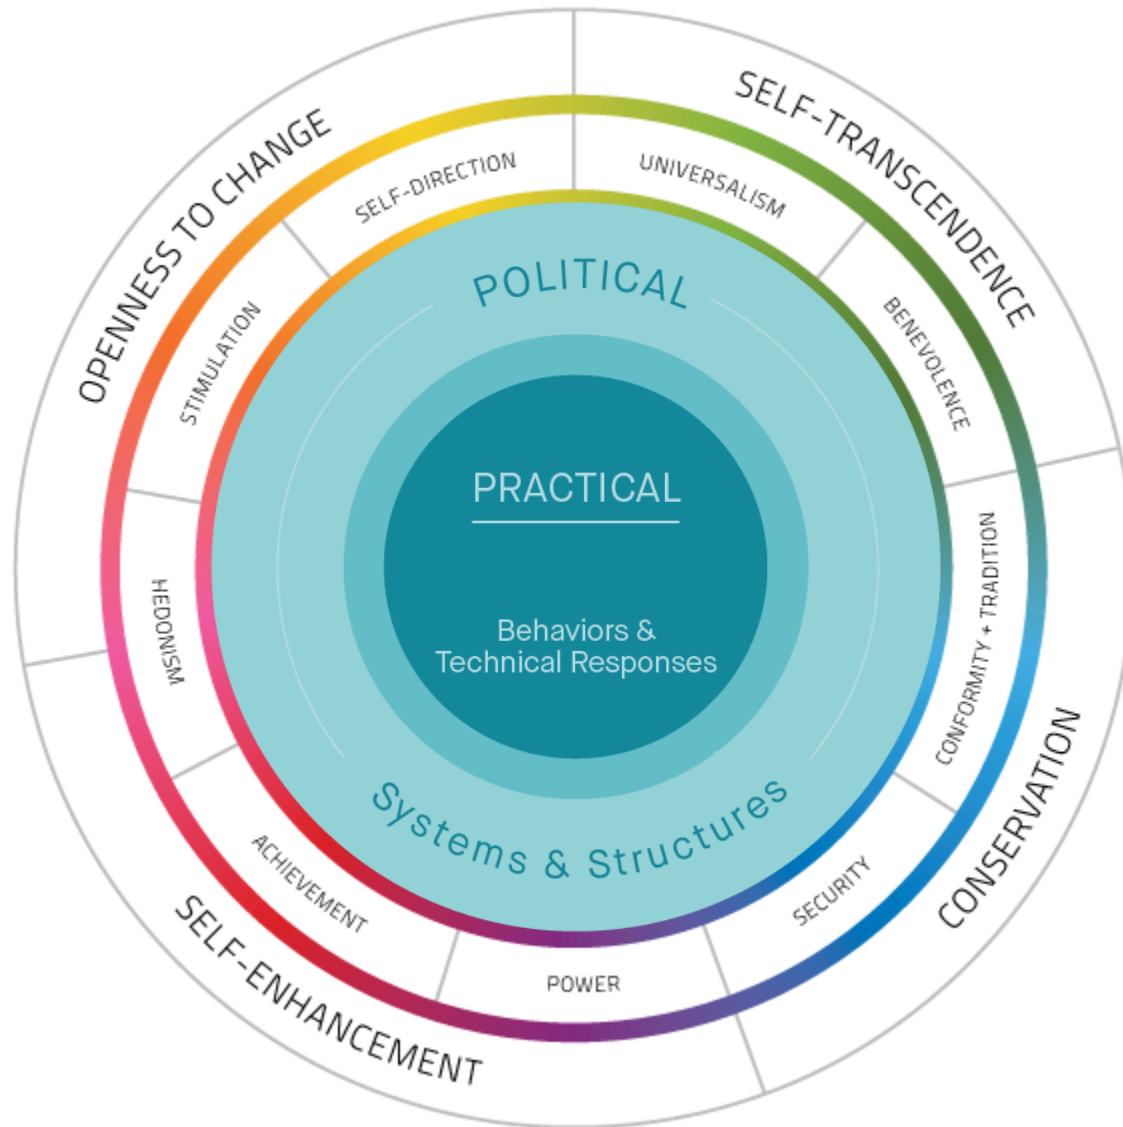 OPENNESS TO CHANGE
SELF-TRANSCENDENCE
SELF-DIRECTION
UNIVERSALISM
STIMULATION
BENEVOLENCE
POLITICAL
PRACTICAL
Behaviors &
Technical Responses
HEDONISM
CONFORMITY + TRADITION
Systems & Structures
ACHIEVEMENT
SECURITY
POWER
SELF-ENHANCEMENT
CONSERVATION